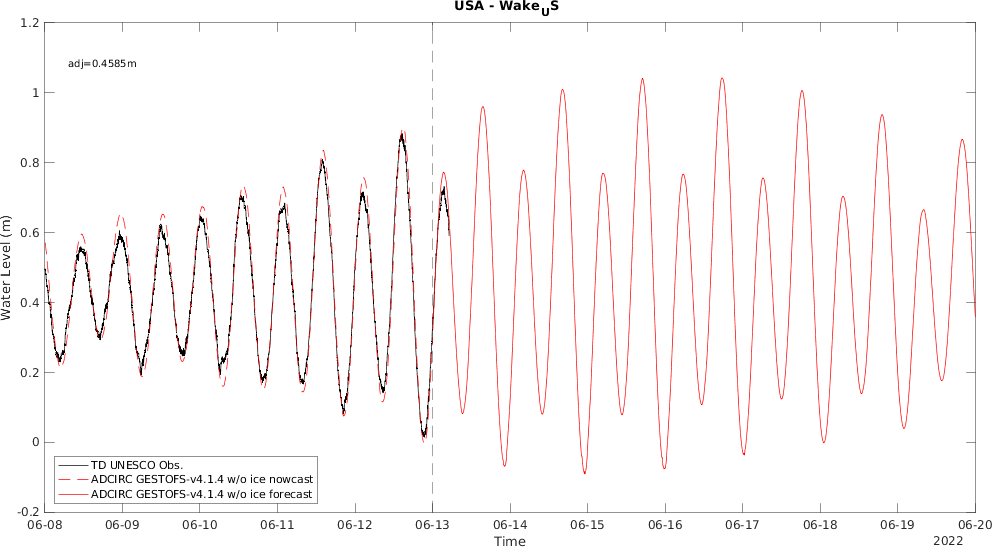 USA - Wake_US
1.2
adj=0.4585m
1
0.8
0.6
0.4
0.2
0
-0.2
Water Level (m)
TD UNESCO Obs.
ADCIRC GESTOFS-v4.1.4 w/o ice nowcast
ADCIRC GESTOFS-v4.1.4 w/o ice forecast
06-08 06-09 06-10 06-11 06-12 06-13 06-14 06-15 06-16 06-17 06-18 06-19 06-20
Time
2022